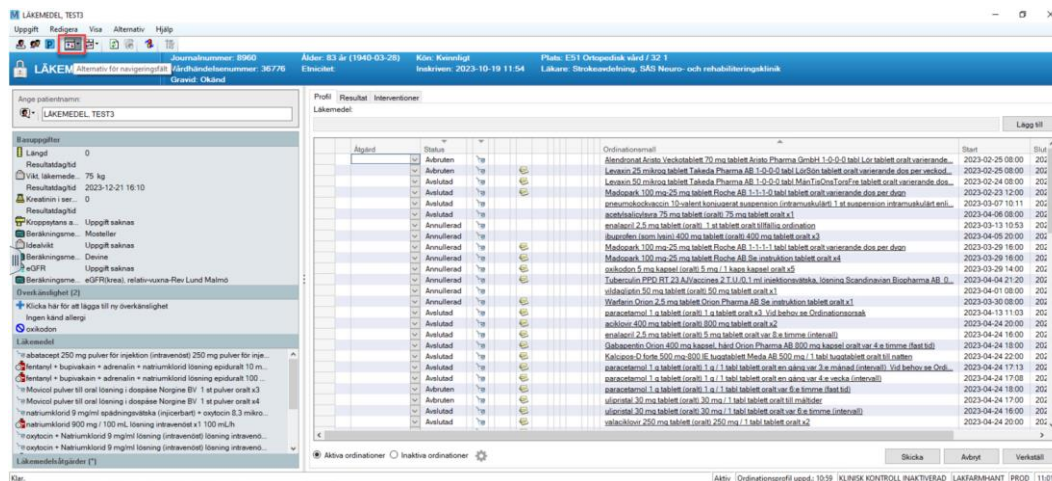 LÄKEMEDEL, TEST3
Uppgift Redigera Visa Alternativ Hjälp
Journalnummer: 8960 Ålder: 83 år (1940-03-28) Kön: Kvinnligt Plats: E51 Ortopedisk vård / 32 1
LÄKEM Alternativ för navigeringsfält Vårdhändelsenummer: 36776 Etnicitet: Inskriven: 2023-10-19 11:54 Läkare: Strokeavdelning, SÄS Neuro- och rehabiliteringsklinik
Gravid: Okänd
Ange patientnamn:
LÄKEMEDEL, TEST3
Basuppgifter
Längd 0
Resultatdag/tid
Vikt, läkemede... 75 kg
Resultatdag/tid 2023-12-21 16:10
Kreatinin i ser... 0
Resultatdag/tid
Kroppsytans a... Uppgift saknas
Beräkningsme... Mosteller
Idealvikt Uppgift saknas
Beräkningsme... Devine
eGFR Uppgift saknas
Beräkningsme... eGFR(krea), relativ-vuxna-Rev Lund Malmö
Överkänslighet (2)
Klicka här för att lägga till ny överkänslighet
Ingen känd allergi
oxikodon
Läkemedel
abatacept 250 mg pulver för injektion (intravenöst) 250 mg pulver för inje...
fentanyl + bupivakain + adrenalin + natriumklorid lösning epiduralt 10 m...
fentanyl + bupivakain + adrenalin + natriumklorid lösning epiduralt 100 ...
Movicol pulver till oral lösning i dospåse Norgine BV 1 st pulver oralt x3
Movicol pulver till oral lösning i dospåse Norgine BV 1 st pulver oralt x4
natriumklorid 9 mg/ml spädningsvätska (injicerbart) + oxytocin 8,3 mikro...
natriumklorid 900 mg / 100 mL lösning intravenöst x1 100 mL/h
oxytocin + Natriumklorid 9 mg/ml lösning (intravenöst) lösning intravenö...
oxytocin + Natriumklorid 9 mg/ml lösning (intravenöst) lösning intravenö...
Läkemedelsåtgärder (*)
Profil Resultat Interventioner
Läkemedel:
Lägg till
Åtgärd Status Ordinationsmall Start Slut
Avbruten Alendronat Aristo Veckotablett 70 mg tablett Aristo Pharma GmbH 1-0-0-0 tabl Lör tablett oralt varierande... 2023-02-25 08:00 202
Avbruten Levaxin 25 mikrog tablett Takeda Pharma AB 1-0-0-0 tabl LörSön tablett oralt varierande dos per veckod... 2023-02-25 08:00 202
Avslutad Levaxin 50 mikrog tablett Takeda Pharma AB 1-0-0-0 tabl MånTisOnsTorsFre tablett oralt varierande dos... 2023-02-24 08:00 202
Avslutad Madopark 100 mg-25 mg tablett Roche AB 1-1-1-0 tabl tablett oralt varierande dos per dygn 2023-02-23 12:00 202
Avslutad pneumokockvaccin 10-valent konjugerat suspension (intramuskulärt) 1 st suspension intramuskulärt enli... 2023-03-07 10:11 202
Avslutad acetylsalicylsyra 75 mg tablett (oralt) 75 mg tablett oralt x1 2023-04-06 08:00 202
Annullerad enalapril 2,5 mg tablett (oralt) 1 st tablett oralt tillfällig ordination 2023-03-13 10:53 202
Annullerad ibuprofen (som lysin) 400 mg tablett (oralt) 400 mg tablett oralt x3 2023-04-05 20:00 202
Annullerad Madopark 100 mg-25 mg tablett Roche AB 1-1-1-1 tabl tablett oralt varierande dos per dygn 2023-03-29 16:00 202
Annullerad Madopark 100 mg-25 mg tablett Roche AB Se instruktion tablett oralt x4 2023-03-29 16:00 202
Annullerad oxikodon 5 mg kapsel (oralt) 5 mg / 1 kaps kapsel oralt x5 2023-03-29 14:00 202
Annullerad Tuberculin PPD RT 23 AJVaccines 2 T.U./0,1 ml injektionsvätska, lösning Scandinavian Biopharma AB 0... 2023-04-04 21:20 202
Annullerad vildagliptin 50 mg tablett (oralt) 50 mg tablett oralt x1 2023-04-01 08:00 202
Annullerad Warfarin Orion 2,5 mg tablett Orion Pharma AB Se instruktion tablett oralt x1 2023-03-30 08:00 202
Avslutad paracetamol 1 g tablett (oralt) 1 g tablett oralt x3 Vid behov se Ordinationsorsak 2023-04-13 11:03 202
Avslutad aciklovir 400 mg tablett (oralt) 800 mg tablett oralt x2 2023-04-24 20:00 202
Avslutad enalapril 2,5 mg tablett (oralt) 5 mg tablett oralt var 8:e timme (intervall) 2023-04-24 16:00 202
Avslutad Gabapentin Orion 400 mg kapsel, hård Orion Pharma AB 800 mg kapsel oralt var 4:e timme (fast tid) 2023-04-24 18:00 202
Avslutad Kalcipos-D forte 500 mg-800 IE tuggtablett Meda AB 500 mg / 1 tabl tuggtablett oralt till natten 2023-04-24 22:00 202
Avslutad paracetamol 1 g tablett (oralt) 1 g / 1 tabl tablett oralt en gång var 3:e månad (intervall) Vid behov se Ordi... 2023-04-24 17:13 202
Avslutad paracetamol 1 g tablett (oralt) 1 g / 1 tabl tablett oralt en gång var 4:e vecka (intervall) 2023-04-24 17:08 202
Avslutad paracetamol 1 g tablett (oralt) 1 g / 1 tabl tablett oralt var 6:e timme (fast tid) 2023-04-24 18:00 202
Avbruten ulipristal 30 mg tablett (oralt) 30 mg / 1 tabl tablett oralt till måltider 2023-04-24 17:00 202
Avslutad ulipristal 30 mg tablett (oralt) 30 mg / 1 tabl tablett oralt var 6:e timme (intervall) 2023-04-24 16:00 202
Avslutad valaciklovir 250 mg tablett (oralt) 250 mg / 1 tabl tablett oralt x2 2023-04-24 20:00 202
Aktiva ordinationer Inaktiva ordinationer Skicka Avbryt Verkställ
Klar. Aktiv Ordinationsprofil uppd.: 10:59 KLINISK KONTROLL INAKTIVERAD LAKFARMHANT PROD